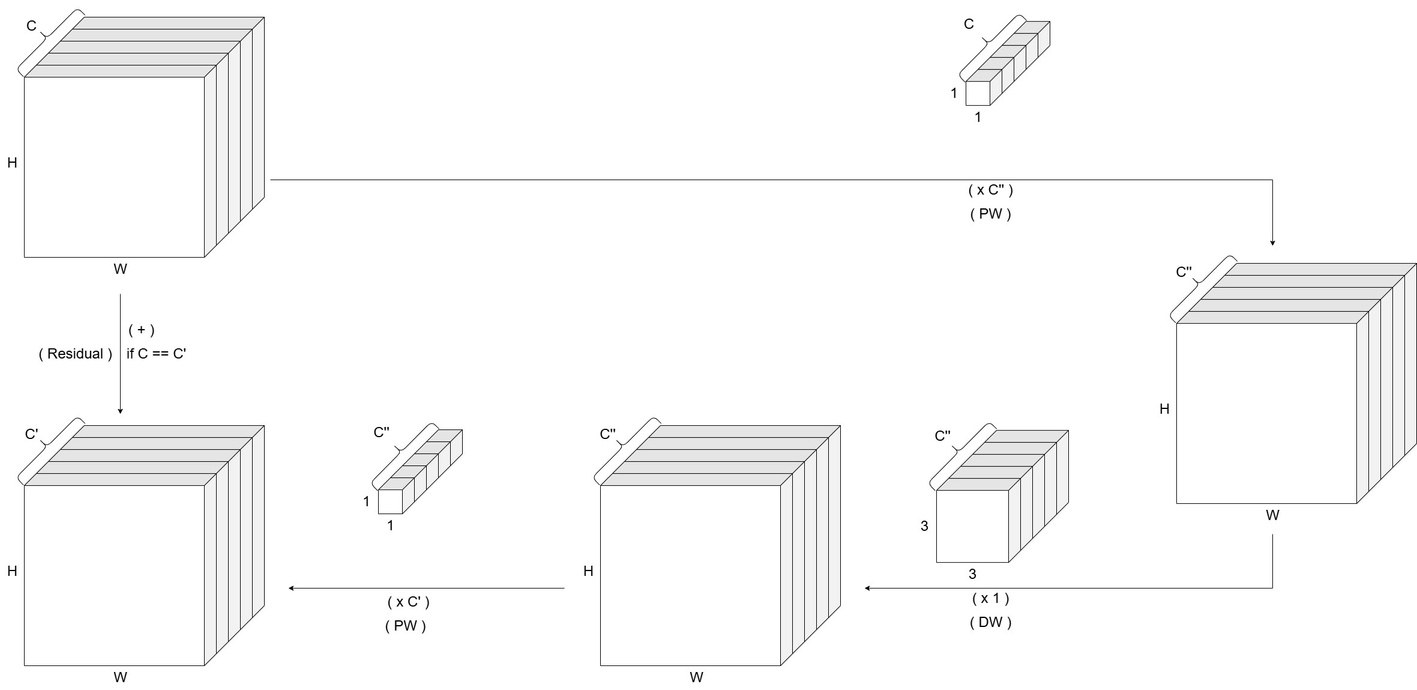 C
H
W
C
1
1
( x C'' )
( PW )
( + )
( Residual )
if C == C'
C''
H
W
C'
H
W
C''
1
1
( x C' )
( PW )
C''
H
W
C''
3
3
( x 1 )
( DW )